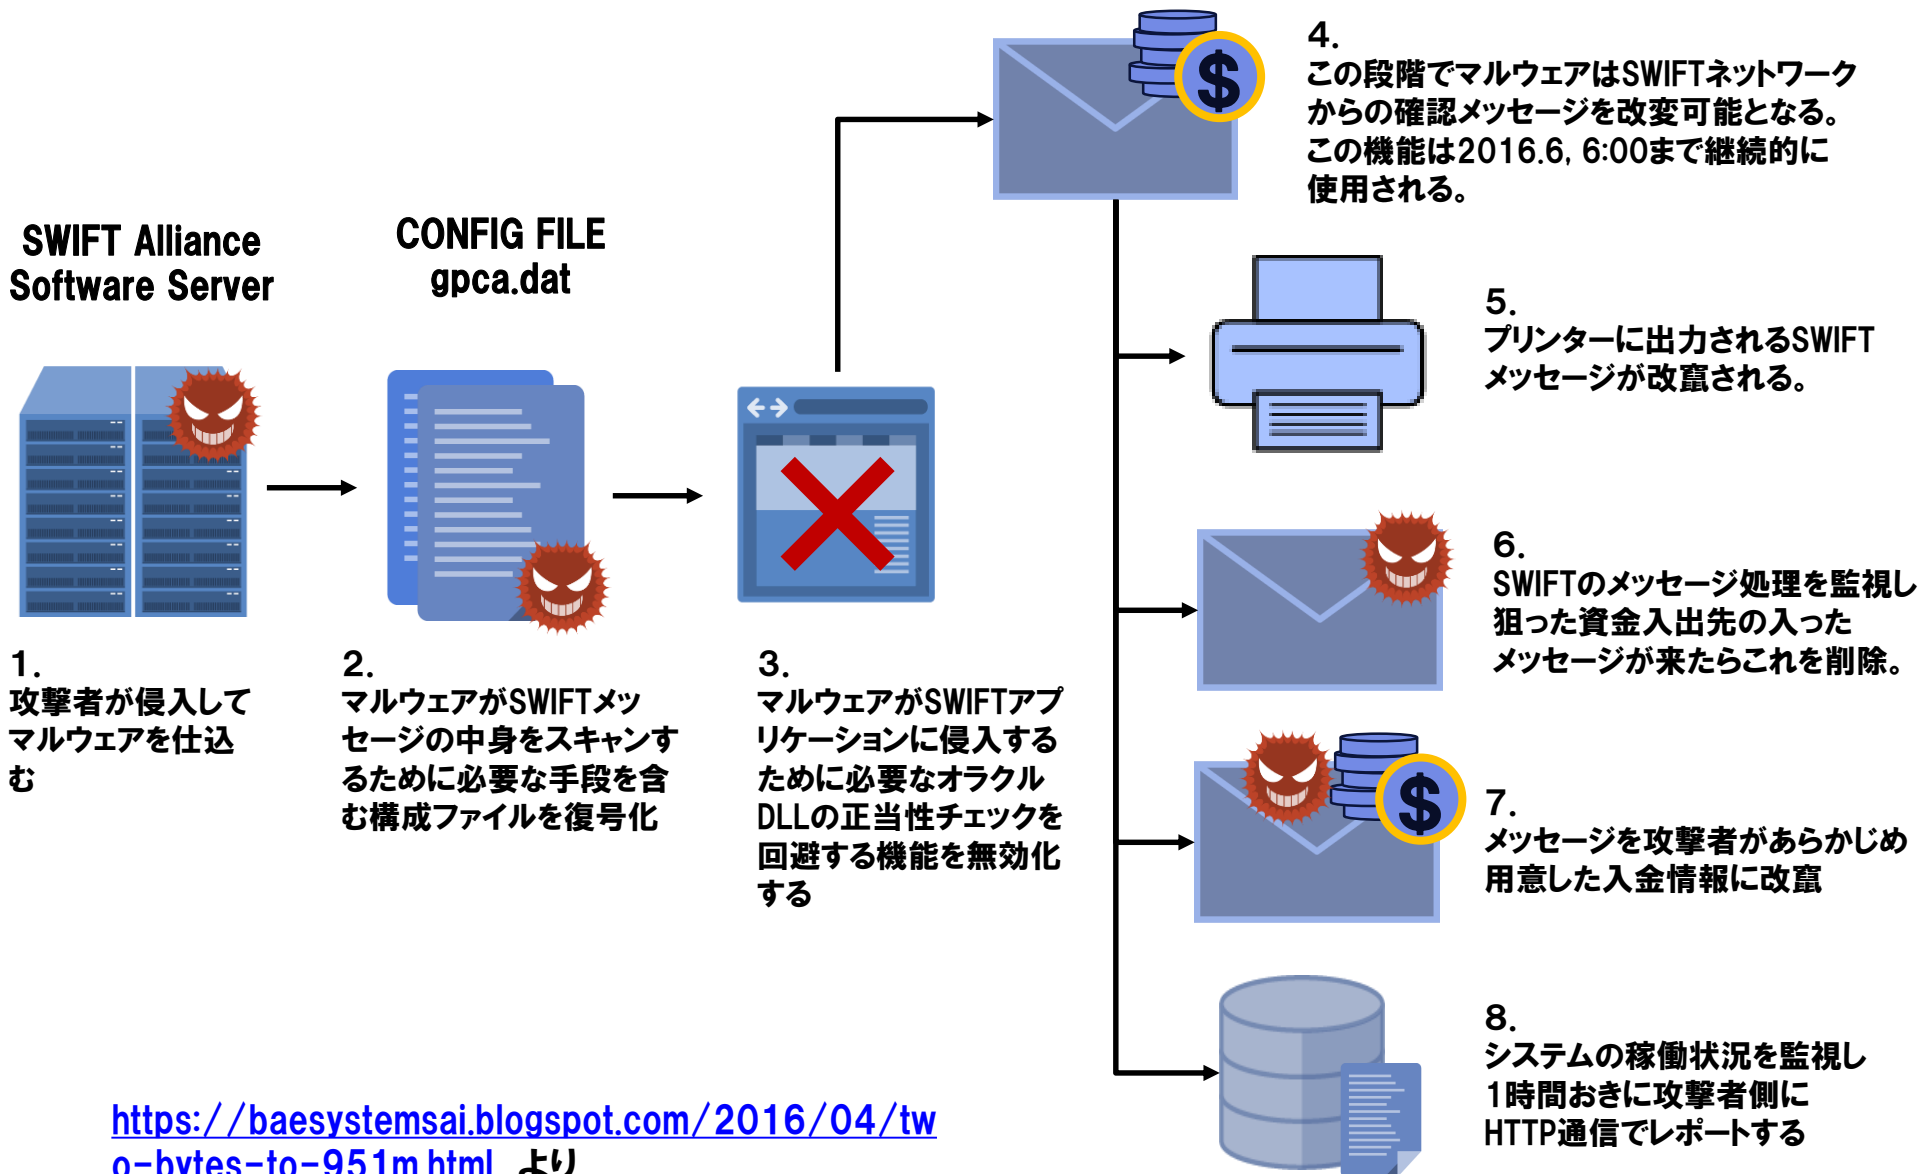 SWIFT Alliance
Software Server
CONFIG FILE
gpca.dat
1.
攻撃者が侵入して
マルウェアを仕込
む
2.
マルウェアがSWIFTメッ
セージの中身をスキャンす
るために必要な手段を含
む構成ファイルを復号化
3.
マルウェアがSWIFTアプ
リケーションに侵入する
ために必要なオラクル
DLLの正当性チェックを
回避する機能を無効化
する
4.
この段階でマルウェアはSWIFTネットワーク
からの確認メッセージを改変可能となる。
この機能は2016.6, 6:00まで継続的に
使用される。
5.
プリンターに出力されるSWIFT
メッセージが改竄される。
6.
SWIFTのメッセージ処理を監視し
狙った資金入出先の入った
メッセージが来たらこれを削除。
7.
メッセージを攻撃者があらかじめ
用意した入金情報に改竄
8.
システムの稼働状況を監視し
1時間おきに攻撃者側に
HTTP通信でレポートする
https://baesystemsai.blogspot.com/2016/04/tw
o-bytes-to-951m.html より